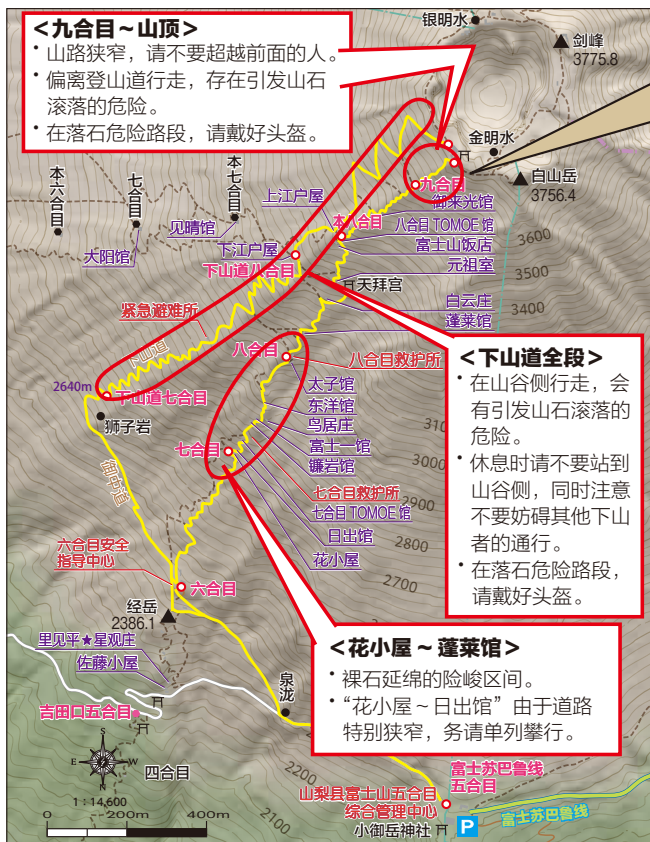 <九合目～山顶>
• 山路狭窄，请不要超越前面的人。
• 偏离登山道行走，存在引发山石
滚落的危险。
• 在落石危险路段，请戴好头盔。
银明水
剑峰
3775.8
金明水
白山岳
3756.4
九合目
御来光馆
本八合目
八合目 TOMOE 馆
富士山饭店
元祖室
上江户屋
本七合目
七合目
本六合目
见晴馆
大阳馆
下江户屋
下山道八合目
天拜宫
白云庄
蓬莱馆
3600
3500
3400
紧急避难所
下山道
八合目
八合目救护所
2640m
下山道七合目
狮子岩
御中道
太子馆
东洋馆
鸟居庄
富士一馆
镰岩馆
七合目
七合目救护所
七合目 TOMOE 馆
日出馆
花小屋
310
3000
2900
2800
2700
<下山道全段>
• 在山谷侧行走，会
有引发山石滚落的
危险。
• 休息时请不要站到
山谷侧，同时注意
不要妨碍其他下山
者的通行。
• 在落石危险路段，
请戴好头盔。
六合目安全
指导中心
六合目
经岳
2386.1
里见平★星观庄
佐藤小屋
吉田口五合目
泉泷
<花小屋～蓬莱馆>
• 裸石延绵的险峻区间。
• “花小屋～日出馆”由于道路
特别狭窄，务请单列攀行。
S
E
W
N
四合目
1：14,600
0 200m 400m
2200
2100
富士苏巴鲁线
五合目
山梨县富士山五合目
综合管理中心
小御岳神社
P
富士苏巴鲁线